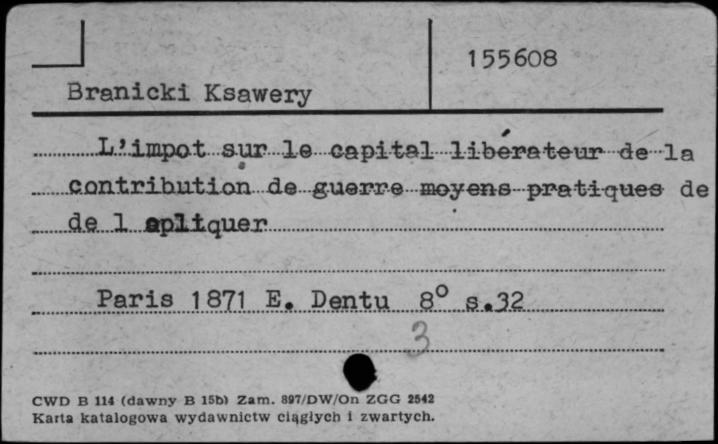 155608
Branicki Ksawery
L'impot sur le capital libérateur de la
contribution de guerre moyens pratiques de
de l apliquer
Paris 1871 E. Dentu 8° s.32
3
CWD B 114 (dawny B 15b) Zam. 897/DW/On ZGG 2542
Karta katalogowa wydawnictw ciągłych i zwartych.